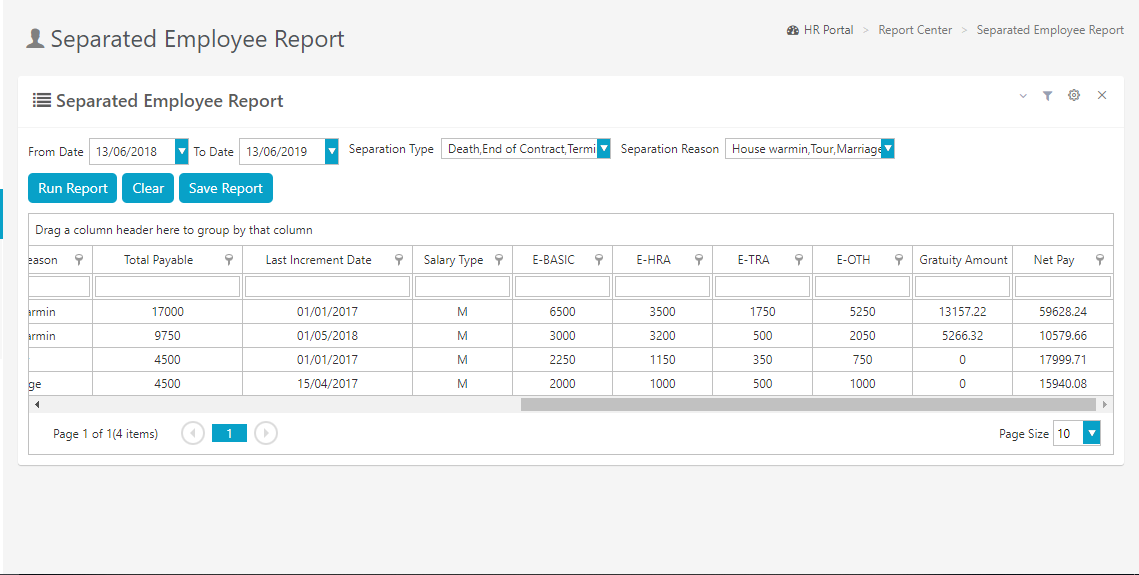 Separated Employee Report
HR Portal > Report Center > Separated Employee Report
Separated Employee Report
From Date 13/06/2018 To Date 13/06/2019 Separation Type Death,End of Contract,Termi Separation Reason House warmin,Tour,Marriage
Run Report Clear Save Report
Drag a column header here to group by that column
eason Total Payable Last Increment Date Salary Type E-BASIC E-HRA E-TRA E-OTH Gratuity Amount Net Pay
armin 17000 01/01/2017 M 6500 3500 1750 5250 13157.22 59628.24
armin 9750 01/05/2018 M 3000 3200 500 2050 5266.32 10579.66
4500 01/01/2017 M 2250 1150 350 750 0 17999.71
ge 4500 15/04/2017 M 2000 1000 500 1000 0 15940.08
Page 1 of 1(4 items) 1 Page Size 10